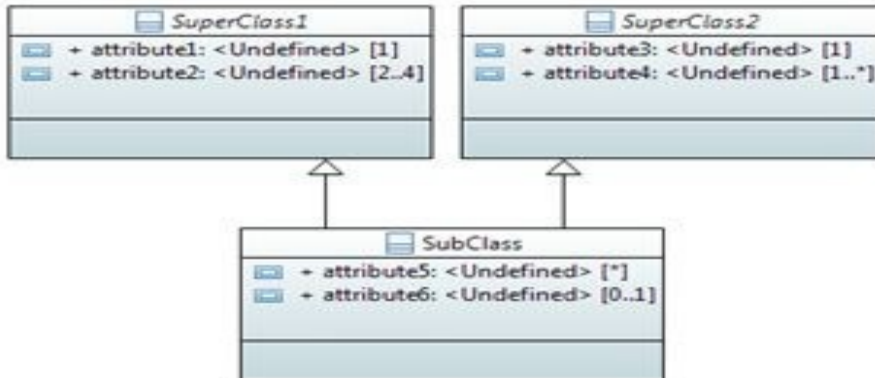 SuperClass1
+ attribute1: <Undefined> [1]
+ attribute2: <Undefined> [2..4]
SuperClass2
+ attribute3: <Undefined> [1]
+ attribute4: <Undefined> [1..*]
SubClass
+ attribute5: <Undefined> [*]
+ attribute6: <Undefined> [0..1]